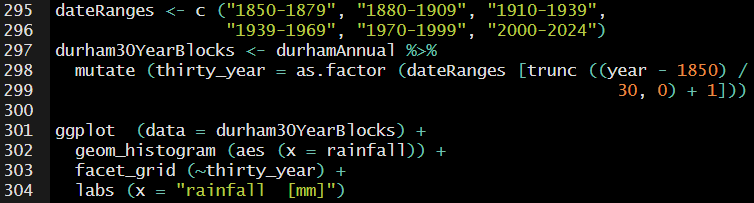 295 dateRanges <- c ("1850-1879", "1880-1909", "1910-1939",
296                  "1939-1969", "1970-1999", "2000-2024")
297 durham30YearBlocks <- durhamAnnual %>%
298   mutate (thirty_year = as.factor (dateRanges [trunc ((year - 1850) /
299                                                        30, 0) + 1]))
300
301 ggplot  (data = durham30YearBlocks) +
302   geom_histogram (aes (x = rainfall)) +
303   facet_grid (~thirty_year) +
304   labs (x = "rainfall  [mm]")